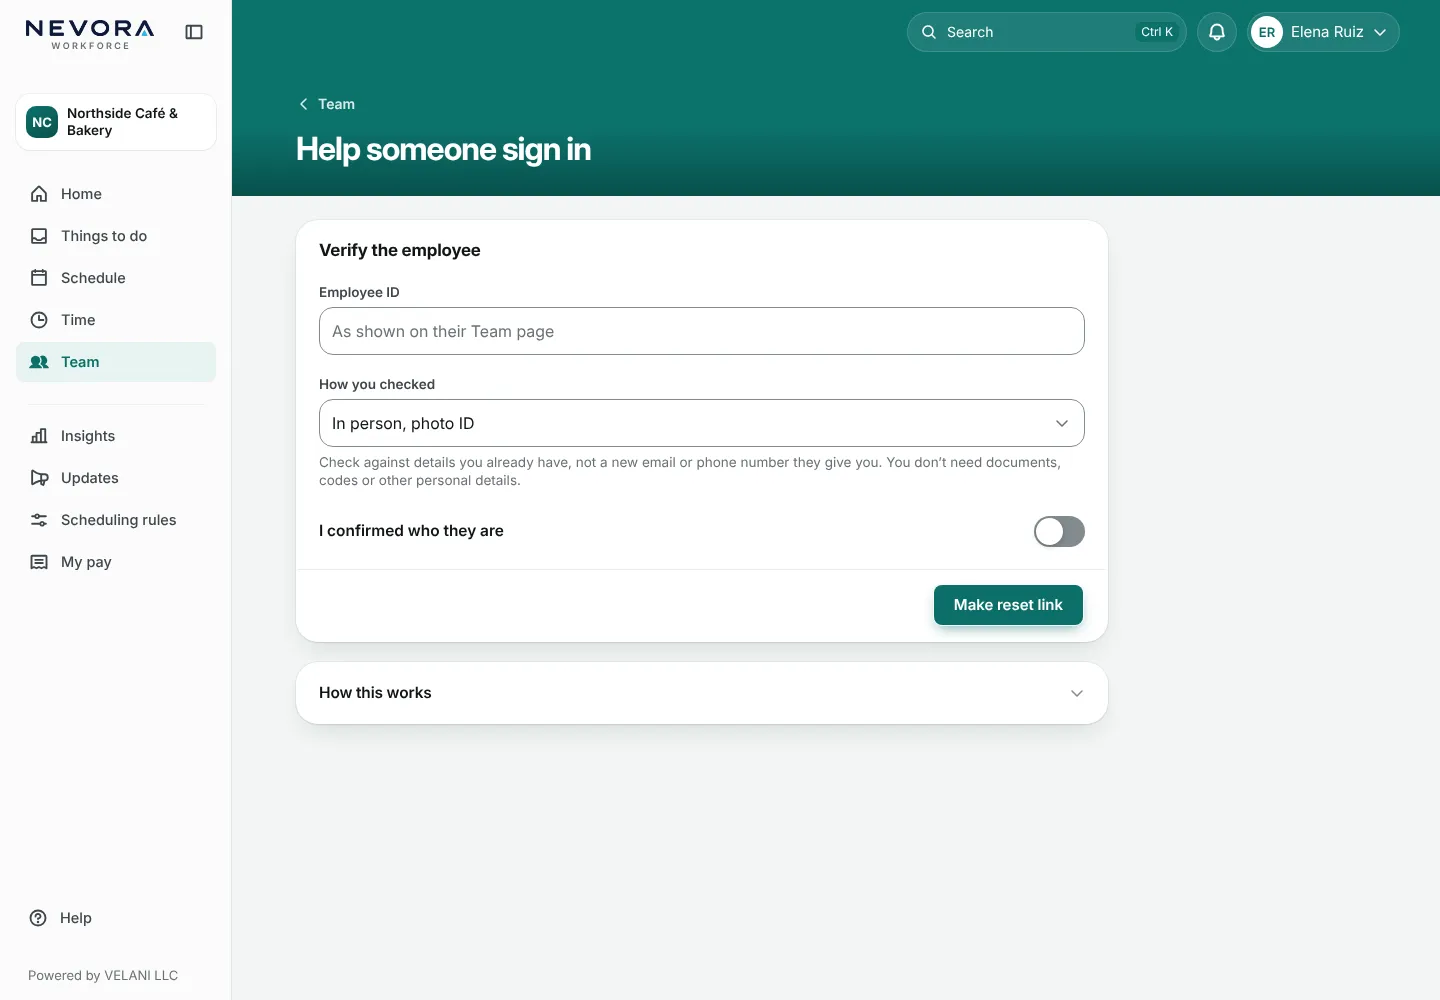 NEVORA
WORKFORCE
Search
Ctrl K
ER
Elena Ruiz
NC
Northside Café &
Bakery
Home
Things to do
Schedule
Time
Team
Insights
Updates
Scheduling rules
My pay
Help
Powered by VELANI LLC
Team
Help someone sign in
Verify the employee
Employee ID
As shown on their Team page
How you checked
In person, photo ID
Check against details you already have, not a new email or phone number they give you. You don’t need documents,
codes or other personal details.
I confirmed who they are
Make reset link
How this works